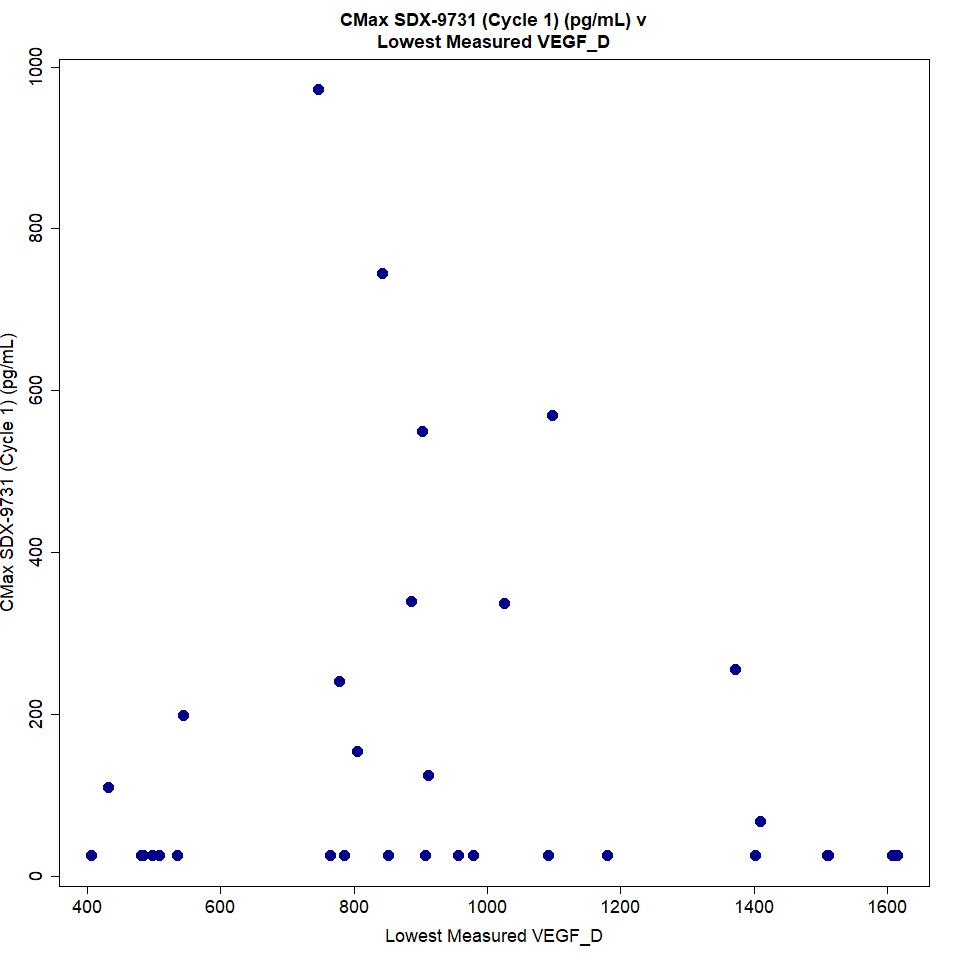 CMax SDX-9731 (Cycle 1) (pg/mL) v
Lowest Measured VEGF_D
1000
800
600
400
200
0
CMax SDX-9731 (Cycle 1) (pg/mL)
400 600 800 1000 1200 1400 1600
Lowest Measured VEGF_D